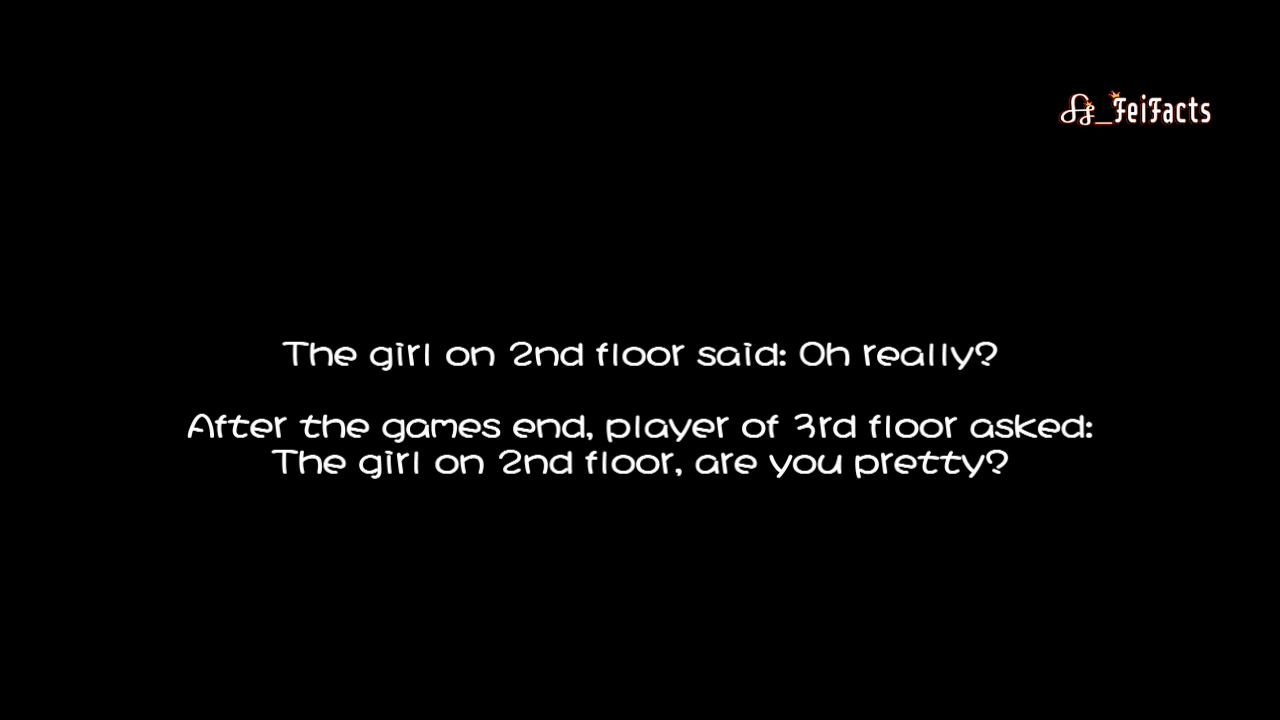 FeiFacts
The girl on 2nd floor said: Oh really?
After the games end, player of 3rd floor asked:
The girl on 2nd floor, are you pretty?